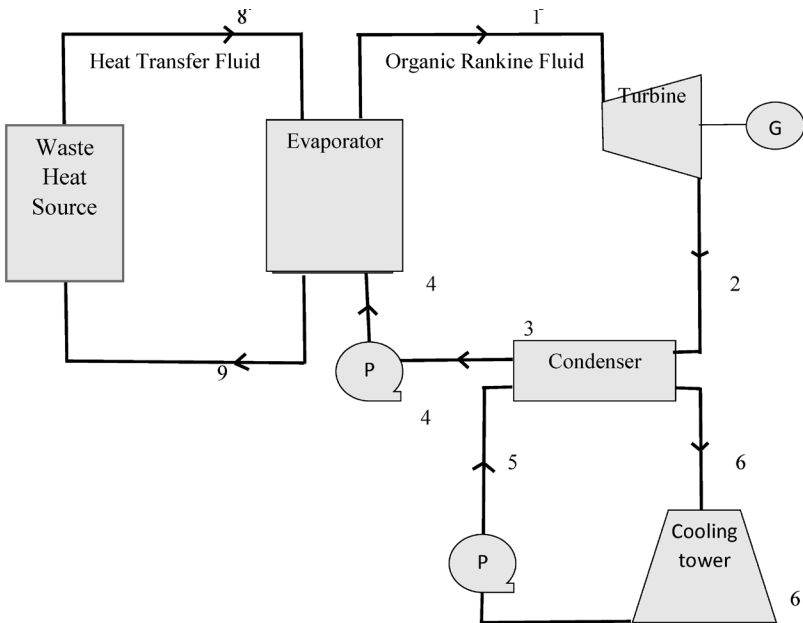 8
1
Heat Transfer Fluid
Organic Rankine Fluid
Turbine
G
Waste
Heat
Source
Evaporator
4
2
3
P
Condenser
9
4
5
6
Cooling
tower
P
6